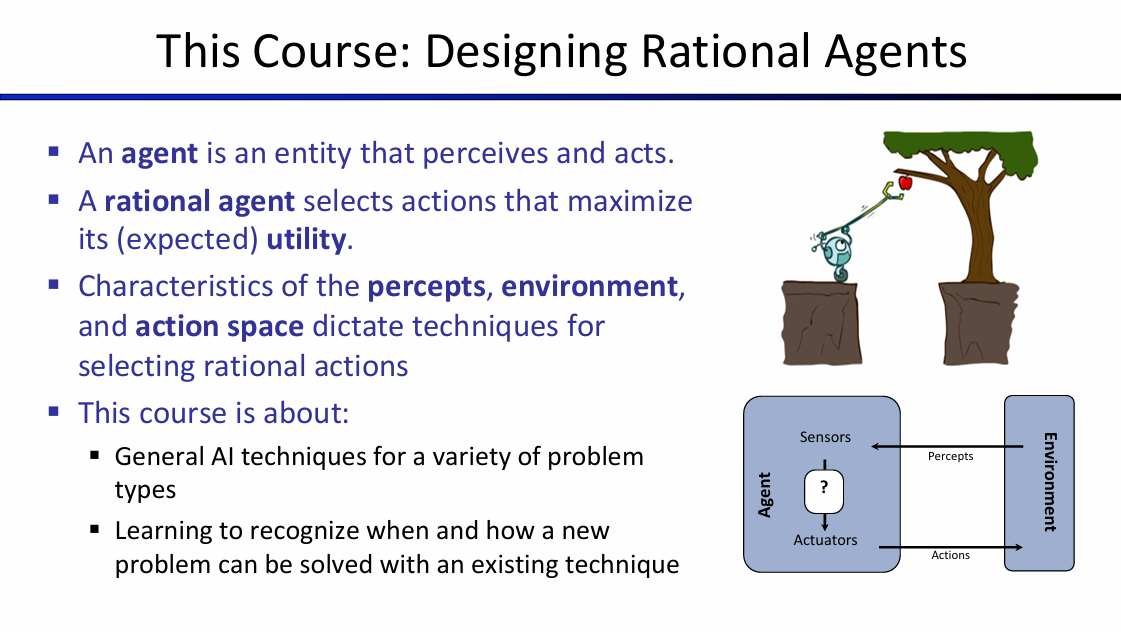 This Course: Designing Rational Agents
▪ An agent is an entity that perceives and acts.
▪ A rational agent selects actions that maximize
its (expected) utility.
▪ Characteristics of the percepts, environment,
and action space dictate techniques for
selecting rational actions
▪ This course is about:
▪ General AI techniques for a variety of problem
types
▪ Learning to recognize when and how a new
problem can be solved with an existing technique
Agent
Sensors
?
Actuators
Percepts
Actions
Environment